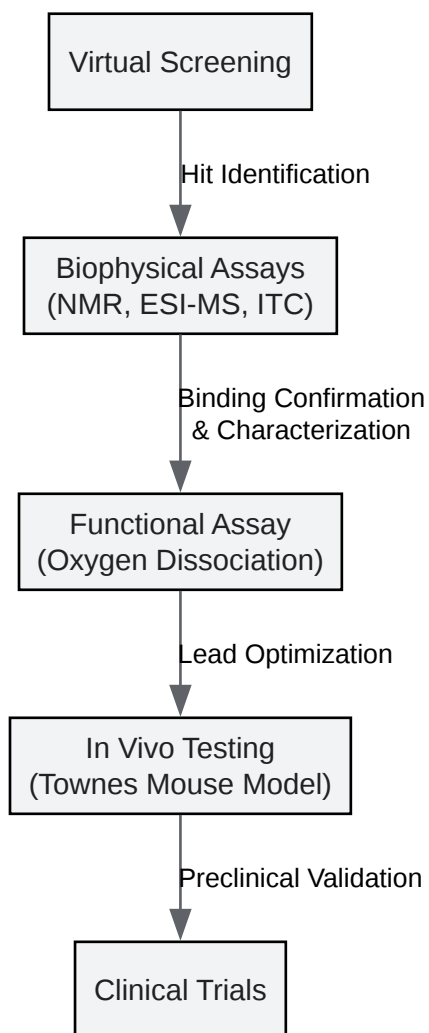 Virtual Screening
Hit Identification
Biophysical Assays
(NMR, ESI-MS, ITC)
Binding Confirmation
& Characterization
Functional Assay
(Oxygen Dissociation)
Lead Optimization
In Vivo Testing
(Townes Mouse Model)
Preclinical Validation
Clinical Trials